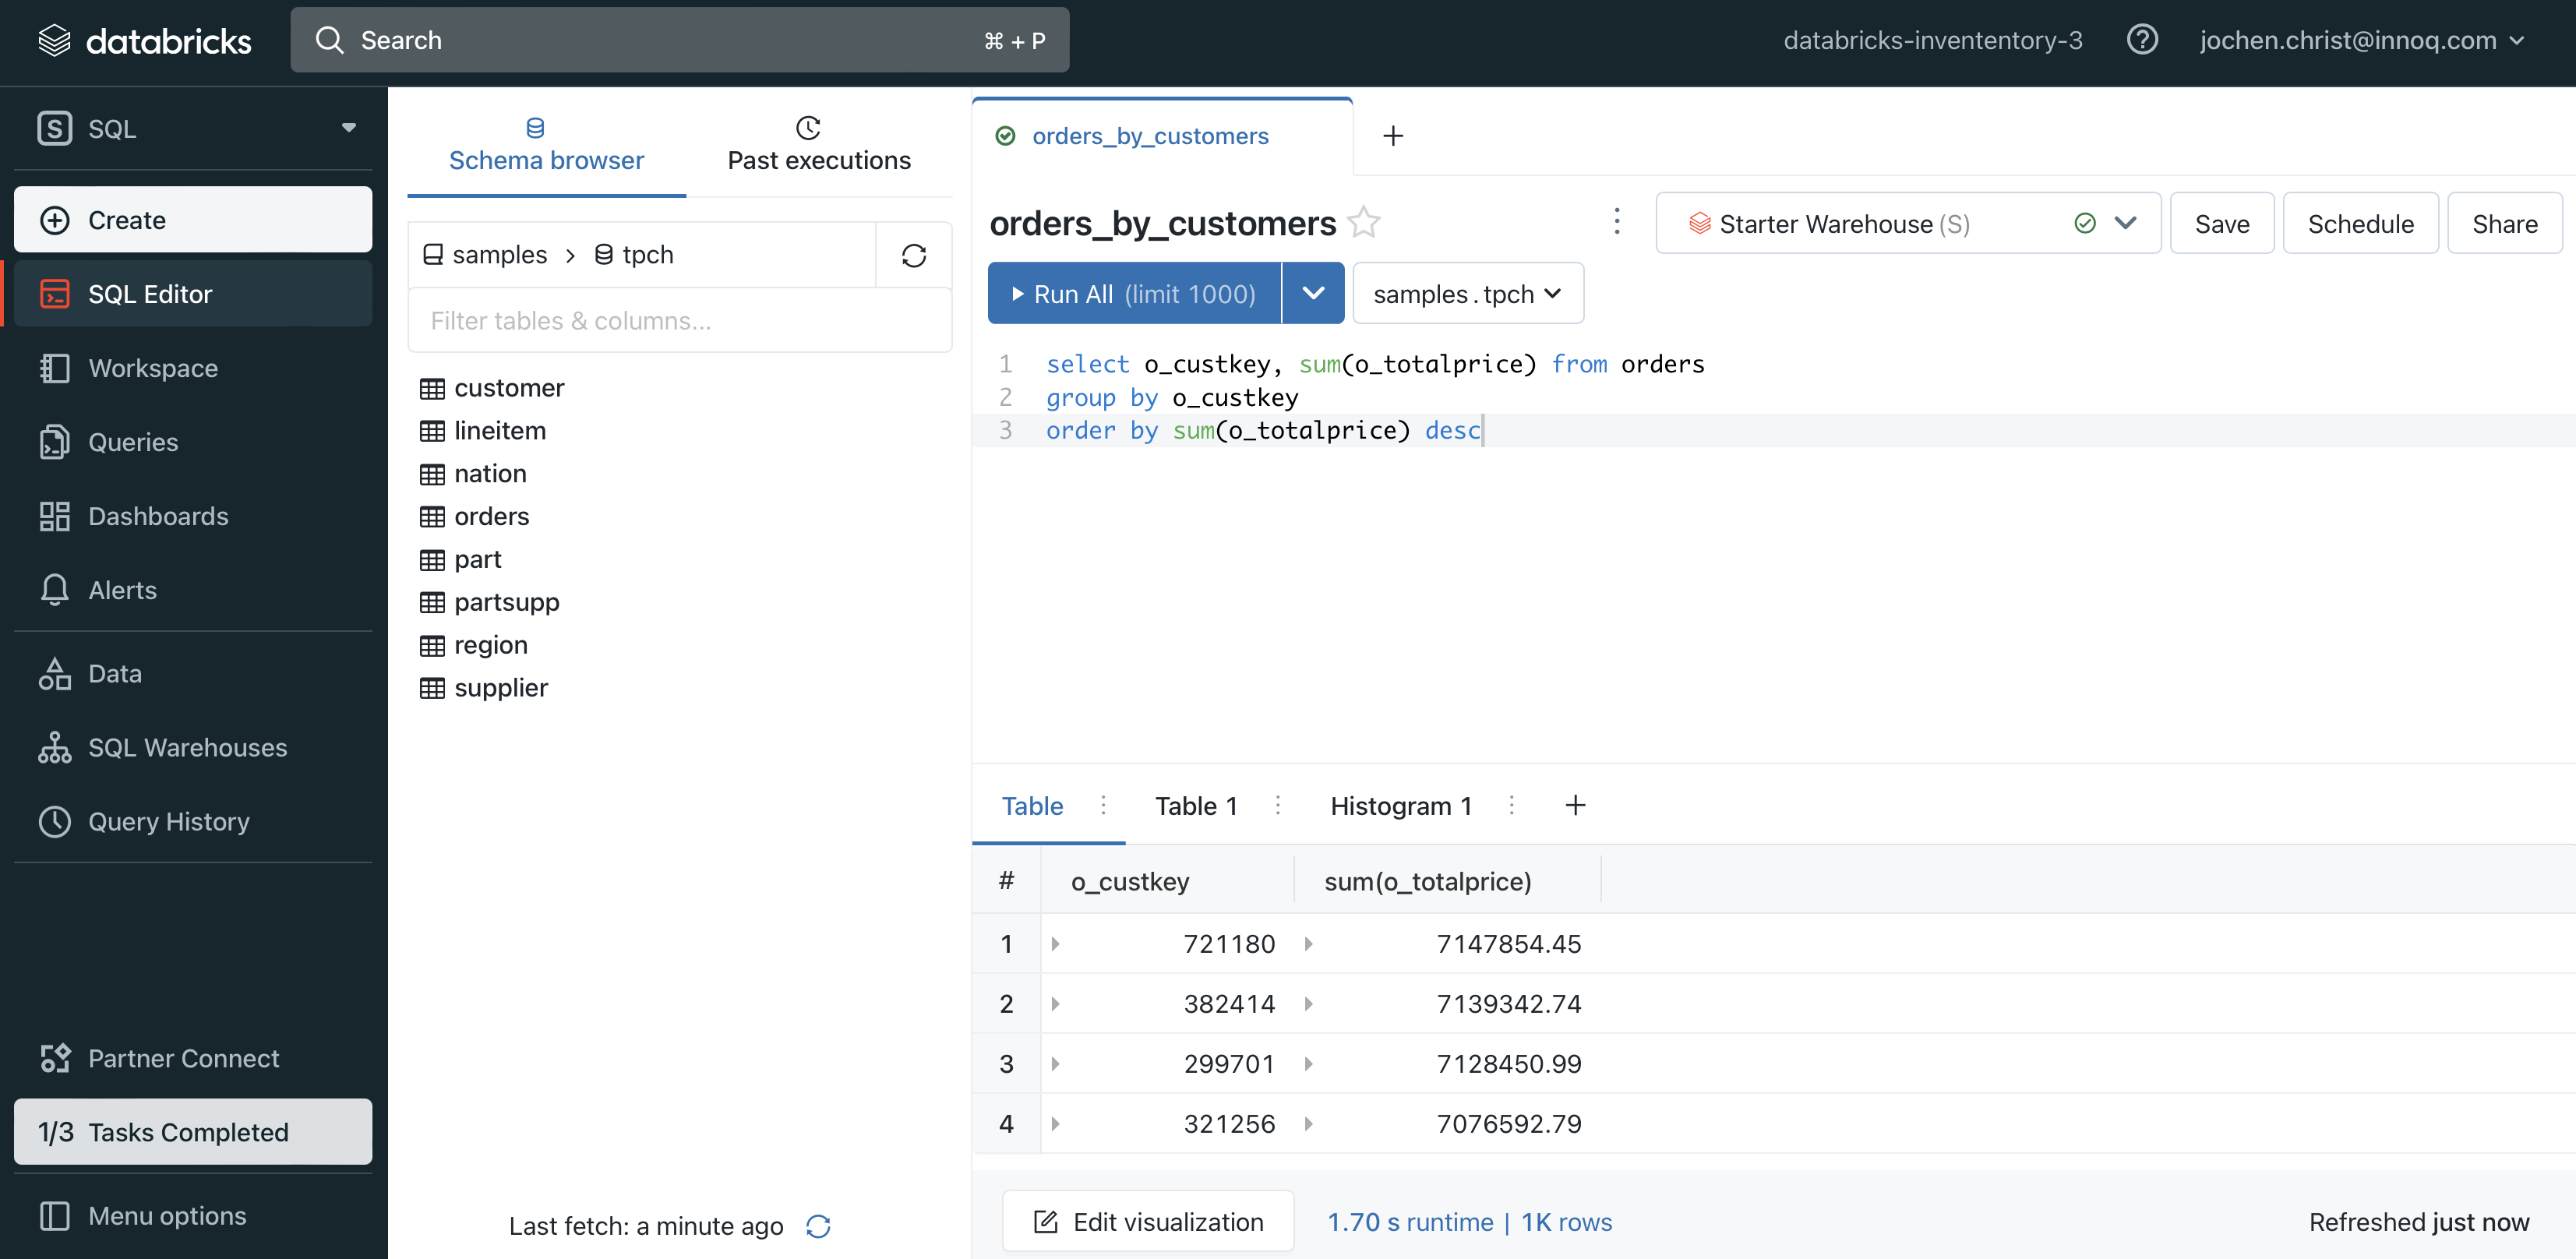 databricks
Search
⌘ + P
databricks-invententory-3
jochen.christ@innoq.com
S SQL
Create
SQL Editor
Workspace
Queries
Dashboards
Alerts
Data
SQL Warehouses
Query History
Partner Connect
1/3 Tasks Completed
Menu options
Schema browser
Past executions
samples > tpch
Filter tables & columns...
customer
lineitem
nation
orders
part
partsupp
region
supplier
Last fetch: a minute ago
orders_by_customers
+
orders_by_customers
Starter Warehouse (S)
Save
Schedule
Share
Run All (limit 1000)
samples . tpch
1 select o_custkey, sum(o_totalprice) from orders
2 group by o_custkey
3 order by sum(o_totalprice) desc
Table
Table 1
Histogram 1
+
# o_custkey sum(o_totalprice)
1 721180 7147854.45
2 382414 7139342.74
3 299701 7128450.99
4 321256 7076592.79
Edit visualization
1.70 s runtime | 1K rows
Refreshed just now